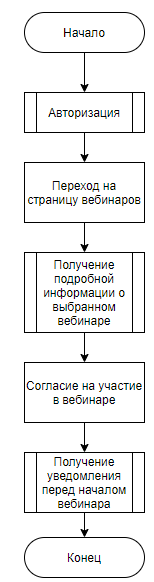 Начало
Авторизация
Переход на
страницу вебинаров
Получение
подробной
информации о
выбранном
вебинаре
Согласие на участие
в вебинаре
Получение
уведомления
перед началом
вебинара
Конец